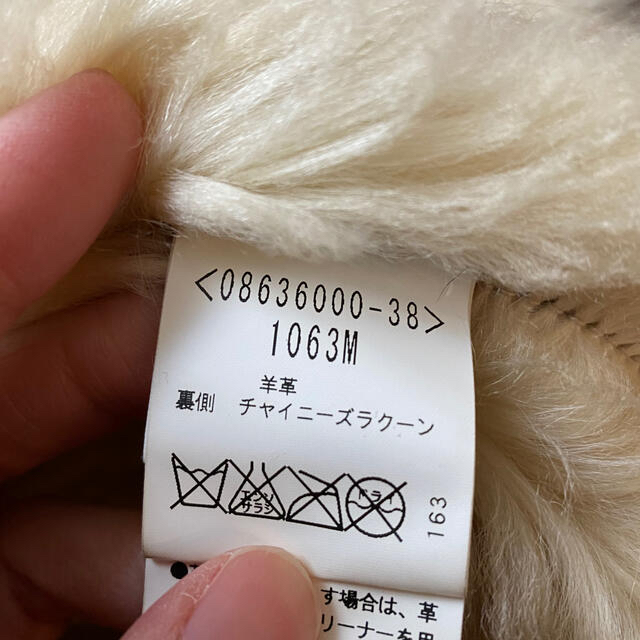 <08636000-38>
1063M
羊革
裏側 チャイニーズラクーン
エンソ
サラシ
ドライ
163
す場合は、革
リーナーを用